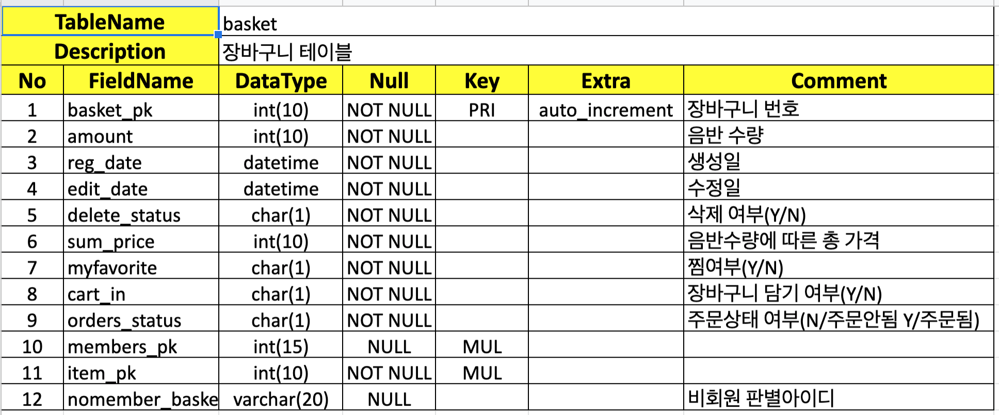 TableName basket
Description 장바구니 테이블
No FieldName DataType Null Key Extra Comment
1 basket_pk int(10) NOT NULL PRI auto_increment 장바구니 번호
2 amount int(10) NOT NULL 음반 수량
3 reg_date datetime NOT NULL 생성일
4 edit_date datetime NOT NULL 수정일
5 delete_status char(1) NOT NULL 삭제 여부(Y/N)
6 sum_price int(10) NOT NULL 음반수량에 따른 총 가격
7 myfavorite char(1) NOT NULL 찜여부(Y/N)
8 cart_in char(1) NOT NULL 장바구니 담기 여부(Y/N)
9 orders_status char(1) NOT NULL 주문상태 여부(N/주문안됨 Y/주문됨)
10 members_pk int(15) NULL MUL
11 item_pk int(10) NOT NULL MUL
12 nomember_baske varchar(20) NULL 비회원 판별아이디